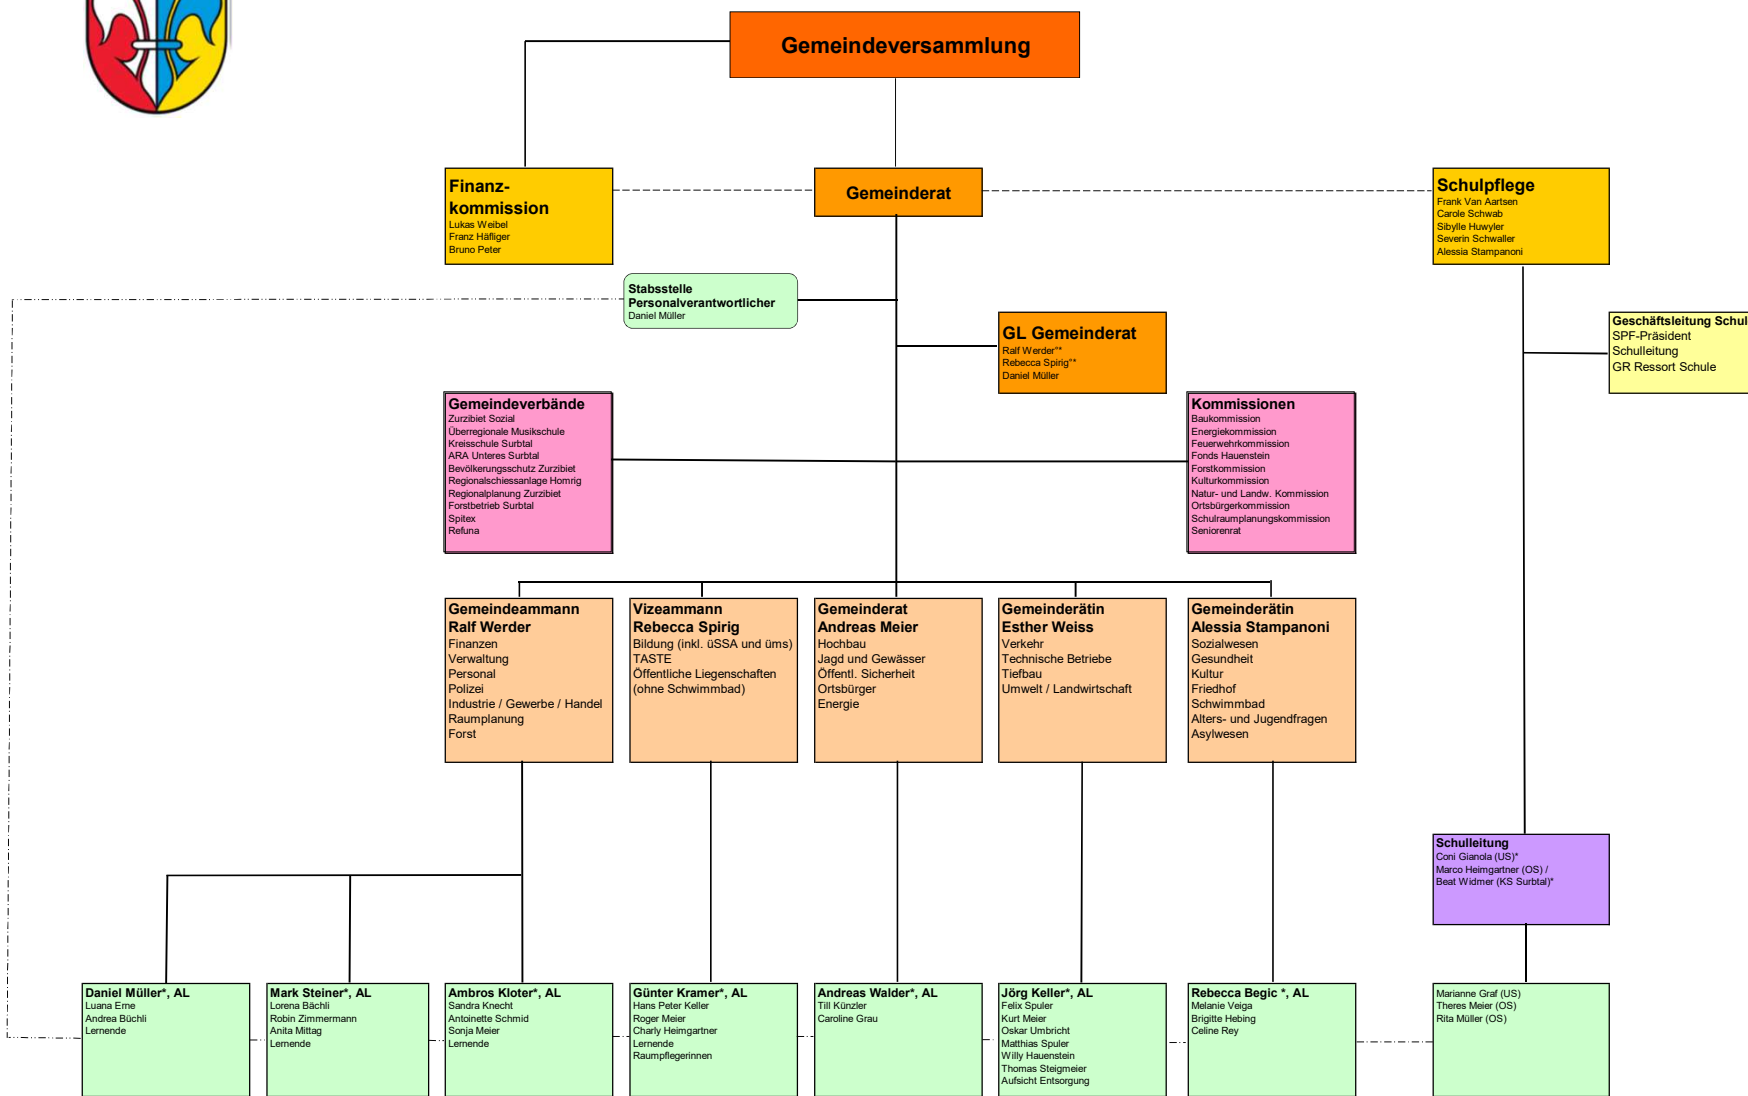 Gemeindeversammlung
Finanz-
kommission
Lukas Weibel
Franz Häfliger
Bruno Peter
Gemeinderat
Schulpflege
Frank Van Aartsen
Carole Schwab
Sibylle Huwyler
Severin Schwaller
Alessia Stampanoni
Stabsstelle
Personalverantwortlicher
Daniel Müller
GL Gemeinderat
Ralf Werder°*
Rebecca Spirig°*
Daniel Müller
Geschäftsleitung Schul
SPF-Präsident
Schulleitung
GR Ressort Schule
Gemeindeverbände
Zurzibiet Sozial
Überregionale Musikschule
Kreisschule Surbtal
ARA Unteres Surbtal
Bevölkerungsschutz Zurzibiet
Regionalschiessanlage Homrig
Regionalplanung Zurzibiet
Forstbetrieb Surbtal
Spitex
Refuna
Kommissionen
Baukommission
Energiekommission
Feuerwehrkommission
Fonds Hauenstein
Forstkommission
Kulturkommission
Natur- und Landw. Kommission
Ortsbürgerkommission
Schulraumplanungskommission
Seniorenrat
Gemeindeammann
Ralf Werder
Finanzen
Verwaltung
Personal
Polizei
Industrie / Gewerbe / Handel
Raumplanung
Forst
Vizeammann
Rebecca Spirig
Bildung (inkl. üSSA und üms)
TASTE
Öffentliche Liegenschaften
(ohne Schwimmbad)
Gemeinderat
Andreas Meier
Hochbau
Jagd und Gewässer
Öffentl. Sicherheit
Ortsbürger
Energie
Gemeinderätin
Esther Weiss
Verkehr
Technische Betriebe
Tiefbau
Umwelt / Landwirtschaft
Gemeinderätin
Alessia Stampanoni
Sozialwesen
Gesundheit
Kultur
Friedhof
Schwimmbad
Alters- und Jugendfragen
Asylwesen
Schulleitung
Coni Gianola (US)*
Marco Heimgartner (OS) /
Beat Widmer (KS Surbtal)*
Daniel Müller*, AL
Luana Erne
Andrea Büchli
Lernende
Mark Steiner*, AL
Lorena Bächli
Robin Zimmermann
Anita Mittag
Lernende
Ambros Kloter*, AL
Sandra Knecht
Antoinette Schmid
Sonja Meier
Lernende
Günter Kramer*, AL
Hans Peter Keller
Roger Meier
Charly Heimgartner
Lernende
Raumpflegerinnen
Andreas Walder*, AL
Till Künzler
Caroline Grau
Jörg Keller*, AL
Felix Spuler
Kurt Meier
Oskar Umbricht
Matthias Spuler
Willy Hauenstein
Thomas Steigmeier
Aufsicht Entsorgung
Rebecca Begic *, AL
Melanie Veiga
Brigitte Hebing
Celine Rey
Marianne Graf (US)
Theres Meier (OS)
Rita Müller (OS)